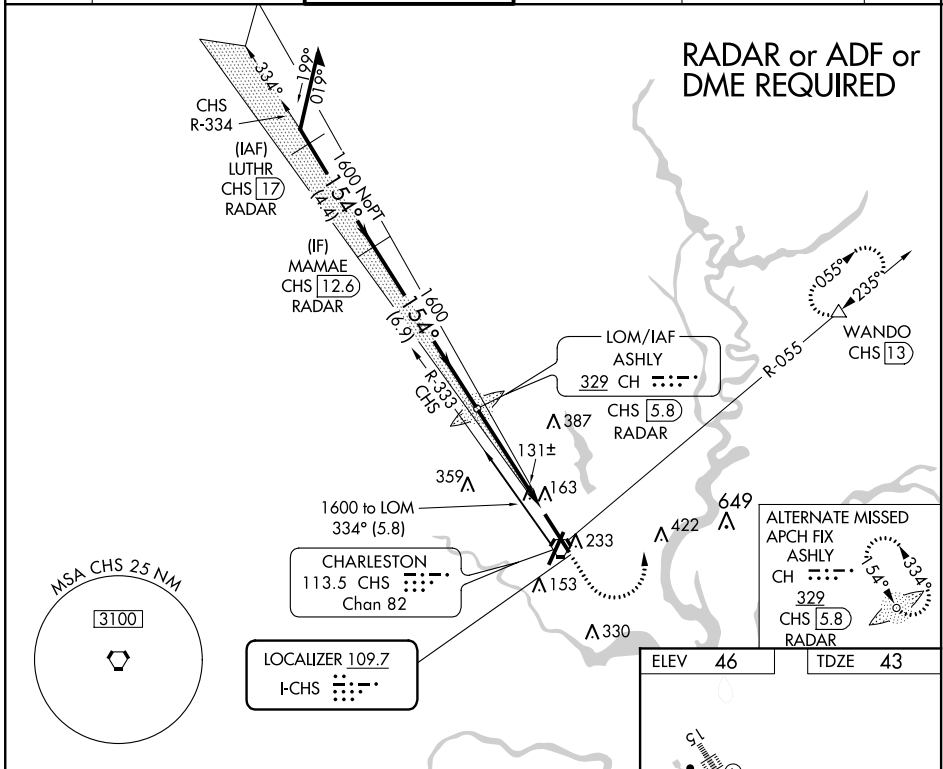 RADAR or ADF or
DME REQUIRED
199°
019°
334°
CHS
R-334
(IAF)
LUTHR
CHS 17
RADAR
1600 NoPT
154°
(4.4)
(IF)
MAMAE
CHS 12.6
RADAR
1600
154°
(6.9)
R-333
CHS
LOM/IAF
ASHLY
329 CH
CHS 5.8
RADAR
055°
235°
WANDO
CHS 13
R-055
387
131±
359
163
1600 to LOM
334° (5.8)
649
422
233
153
330
CHARLESTON
113.5 CHS
Chan 82
ALTERNATE MISSED
APCH FIX
ASHLY
CH
329
CHS 5.8
RADAR
154°
334°
MSA CHS 25 NM
3100
LOCALIZER 109.7
I-CHS
ELEV 46
TDZE 43
15